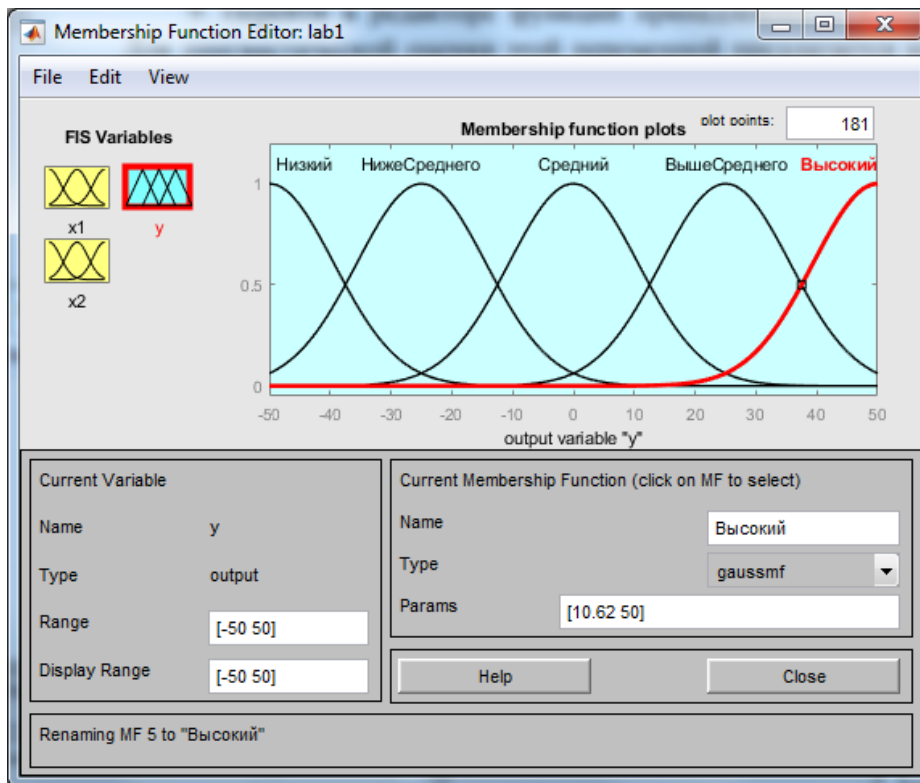 Membership Function Editor: lab1
File Edit View
FIS Variables
x1
y
x2
Membership function plots
plot points:
181
Низкий НижеСреднего Средний ВышеСреднего Высокий
1
0.5
0
-50 -40 -30 -20 -10 0 10 20 30 40 50
output variable "y"
Current Variable
Name y
Type output
Range [-50 50]
Display Range [-50 50]
Current Membership Function (click on MF to select)
Name Высокий
Type gaussmf
Params [10.62 50]
Help Close
Renaming MF 5 to "Высокий"